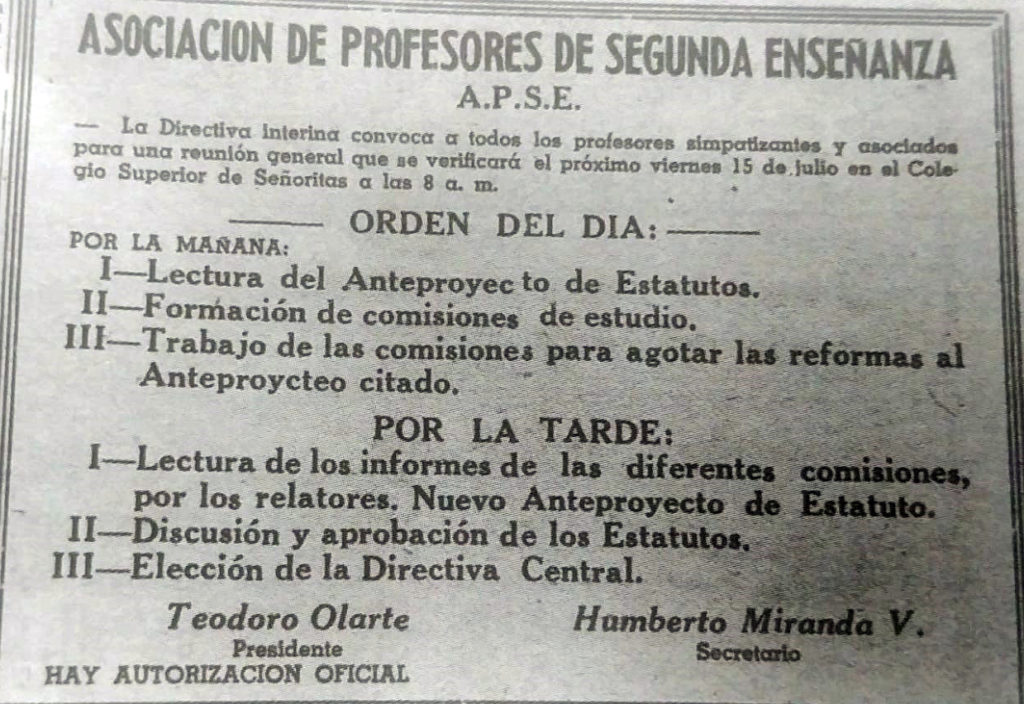 ASOCIACION DE PROFESORES DE SEGUNDA ENSEÑANZA
A.P.S.E.
— La Directiva Interina convoca a todos los profesores simpatizantes y asociados
para una reunión general que se verificará el próximo viernes 15 de julio en el Cole-
gio Superior de Señoritas a las 8 a. m.
ORDEN DEL DIA:
POR LA MAÑANA:
I—Lectura del Anteproyecto de Estatutos.
II—Formación de comisiones de estudio.
III—Trabajo de las comisiones para agotar las reformas al
Anteproycteo citado.
POR LA TARDE:
I—Lectura de los informes de las diferentes comisiones,
por los relatores. Nuevo Anteproyecto de Estatuto.
II—Discusión y aprobación de los Estatutos.
III—Elección de la Directiva Central.
Teodoro Olarte Humberto Miranda V.
Presidente Secretario
HAY AUTORIZACION OFICIAL